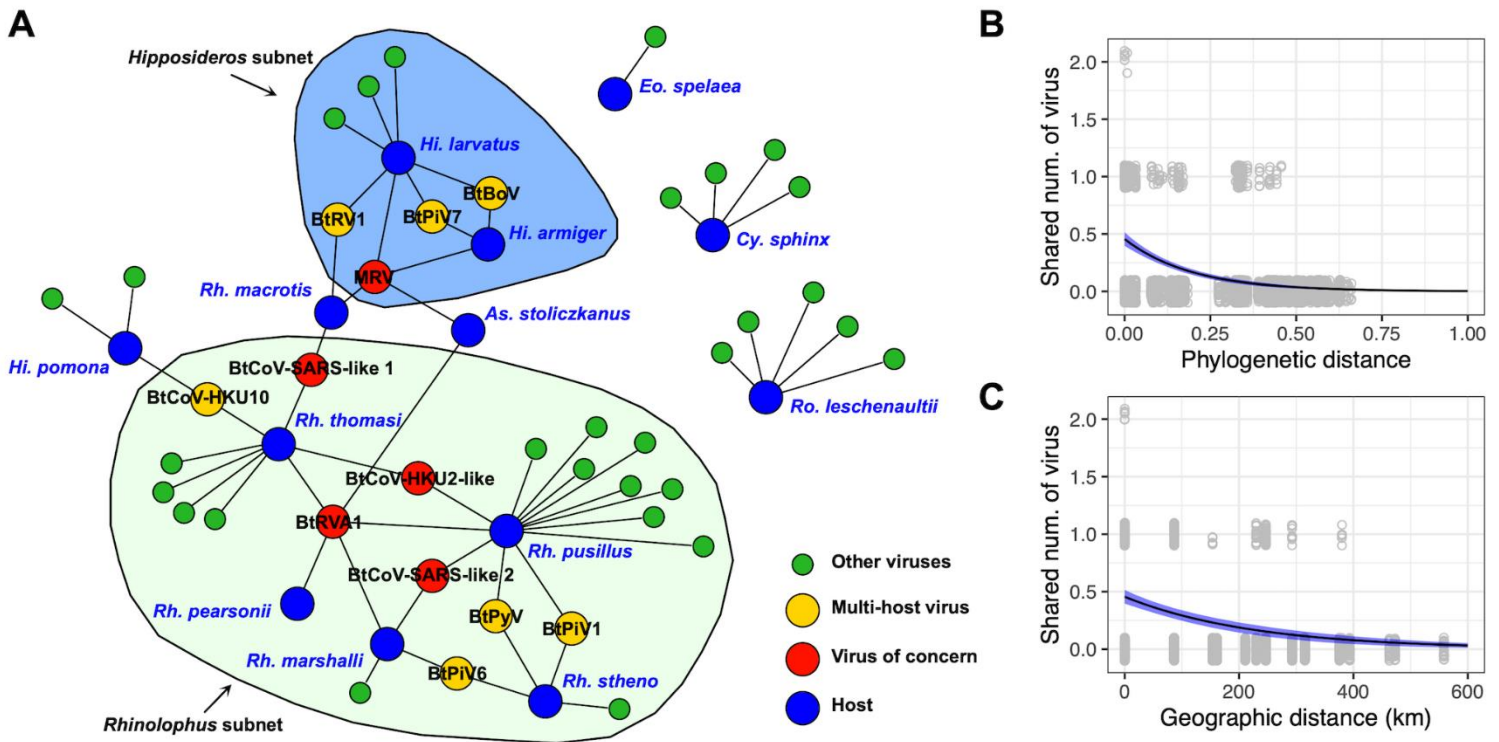 A
Hipposideros subnet
Eo. spelaea
Hi. larvatus
BtBoV
BtRV1
BtPiV7
Hi. armiger
Cy. sphinx
MRV
Rh. macrotis
As. stoliczkanus
Hi. pomona
BtCoV-SARS-like 1
BtCoV-HKU10
Rh. thomasi
Ro. leschenaultii
BtCoV-HKU2-like
BtRVA1
Rh. pusillus
BtCoV-SARS-like 2
Rh. pearsonii
BtPyV
BtPiV1
Rh. marshalli
BtPiV6
Rh. stheno
Rhinolophus subnet
Other viruses
Multi-host virus
Virus of concern
Host
B
Shared num. of virus
2.0
1.5
1.0
0.5
0.0
0.00 0.25 0.50 0.75 1.00
Phylogenetic distance
C
Shared num. of virus
2.0
1.5
1.0
0.5
0.0
0 200 400 600
Geographic distance (km)